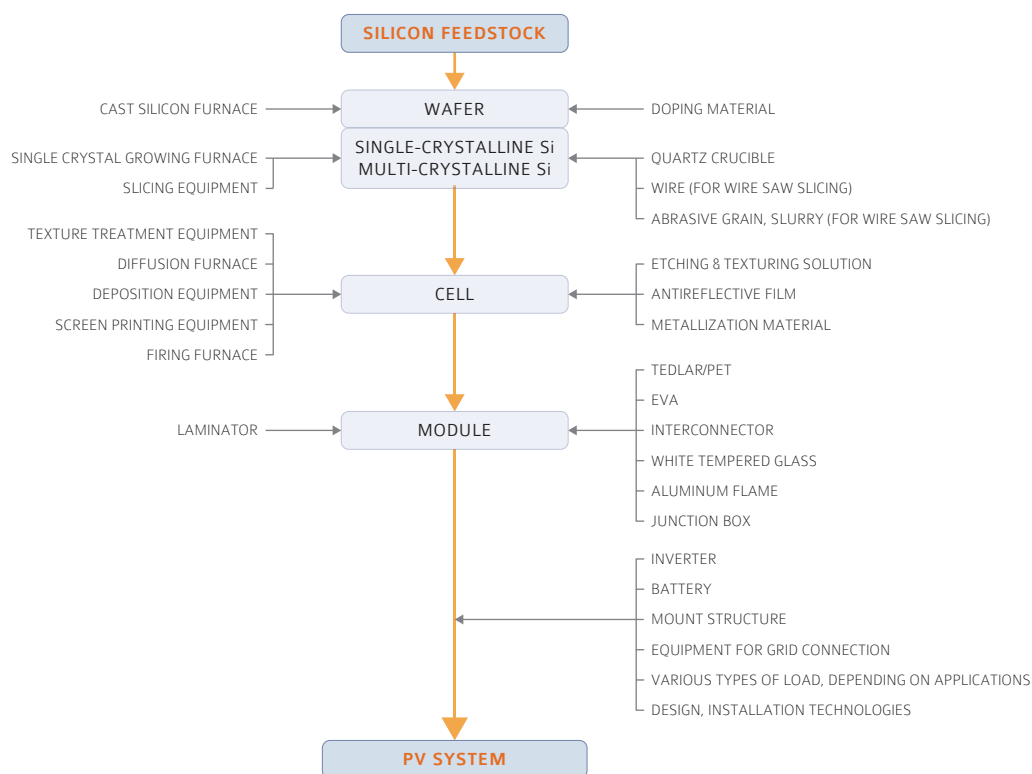 SILICON FEEDSTOCK
CAST SILICON FURNACE
WAFER
DOPING MATERIAL
SINGLE CRYSTAL GROWING FURNACE
SLICING EQUIPMENT
SINGLE-CRYSTALLINE Si
MULTI-CRYSTALLINE Si
QUARTZ CRUCIBLE
WIRE (FOR WIRE SAW SLICING)
ABRASIVE GRAIN, SLURRY (FOR WIRE SAW SLICING)
TEXTURE TREATMENT EQUIPMENT
DIFFUSION FURNACE
DEPOSITION EQUIPMENT
SCREEN PRINTING EQUIPMENT
FIRING FURNACE
CELL
ETCHING & TEXTURING SOLUTION
ANTIREFLECTIVE FILM
METALLIZATION MATERIAL
LAMINATOR
MODULE
TEDLAR/PET
EVA
INTERCONNECTOR
WHITE TEMPERED GLASS
ALUMINUM FLAME
JUNCTION BOX
INVERTER
BATTERY
MOUNT STRUCTURE
EQUIPMENT FOR GRID CONNECTION
VARIOUS TYPES OF LOAD, DEPENDING ON APPLICATIONS
DESIGN, INSTALLATION TECHNOLOGIES
PV SYSTEM